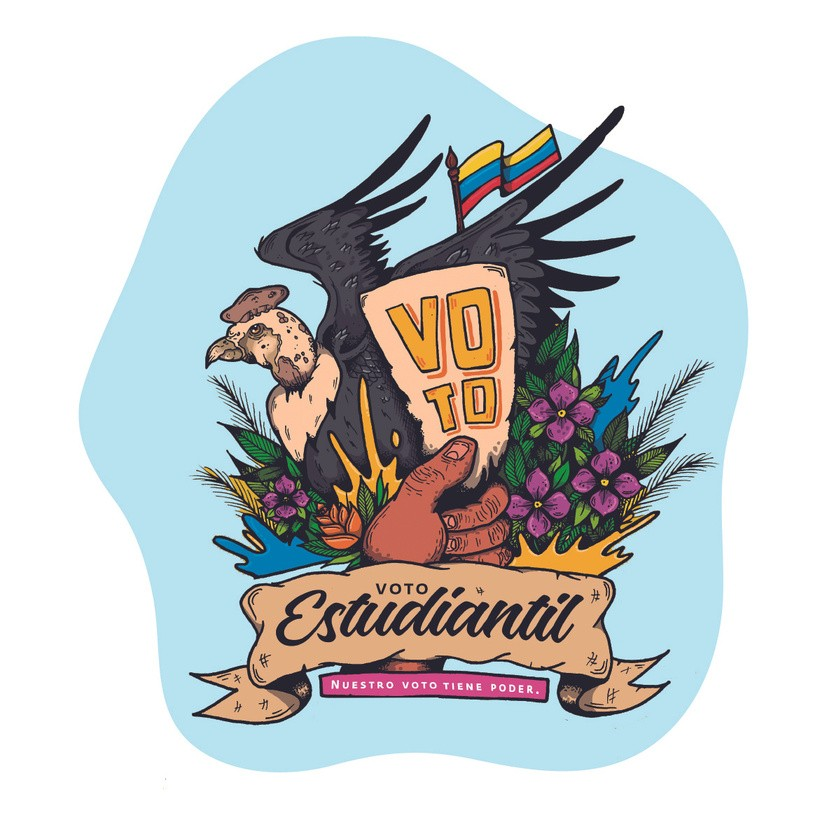 VO
TO
VOTO
Estudiantil
NUESTRO VOTO TIENE PODER.